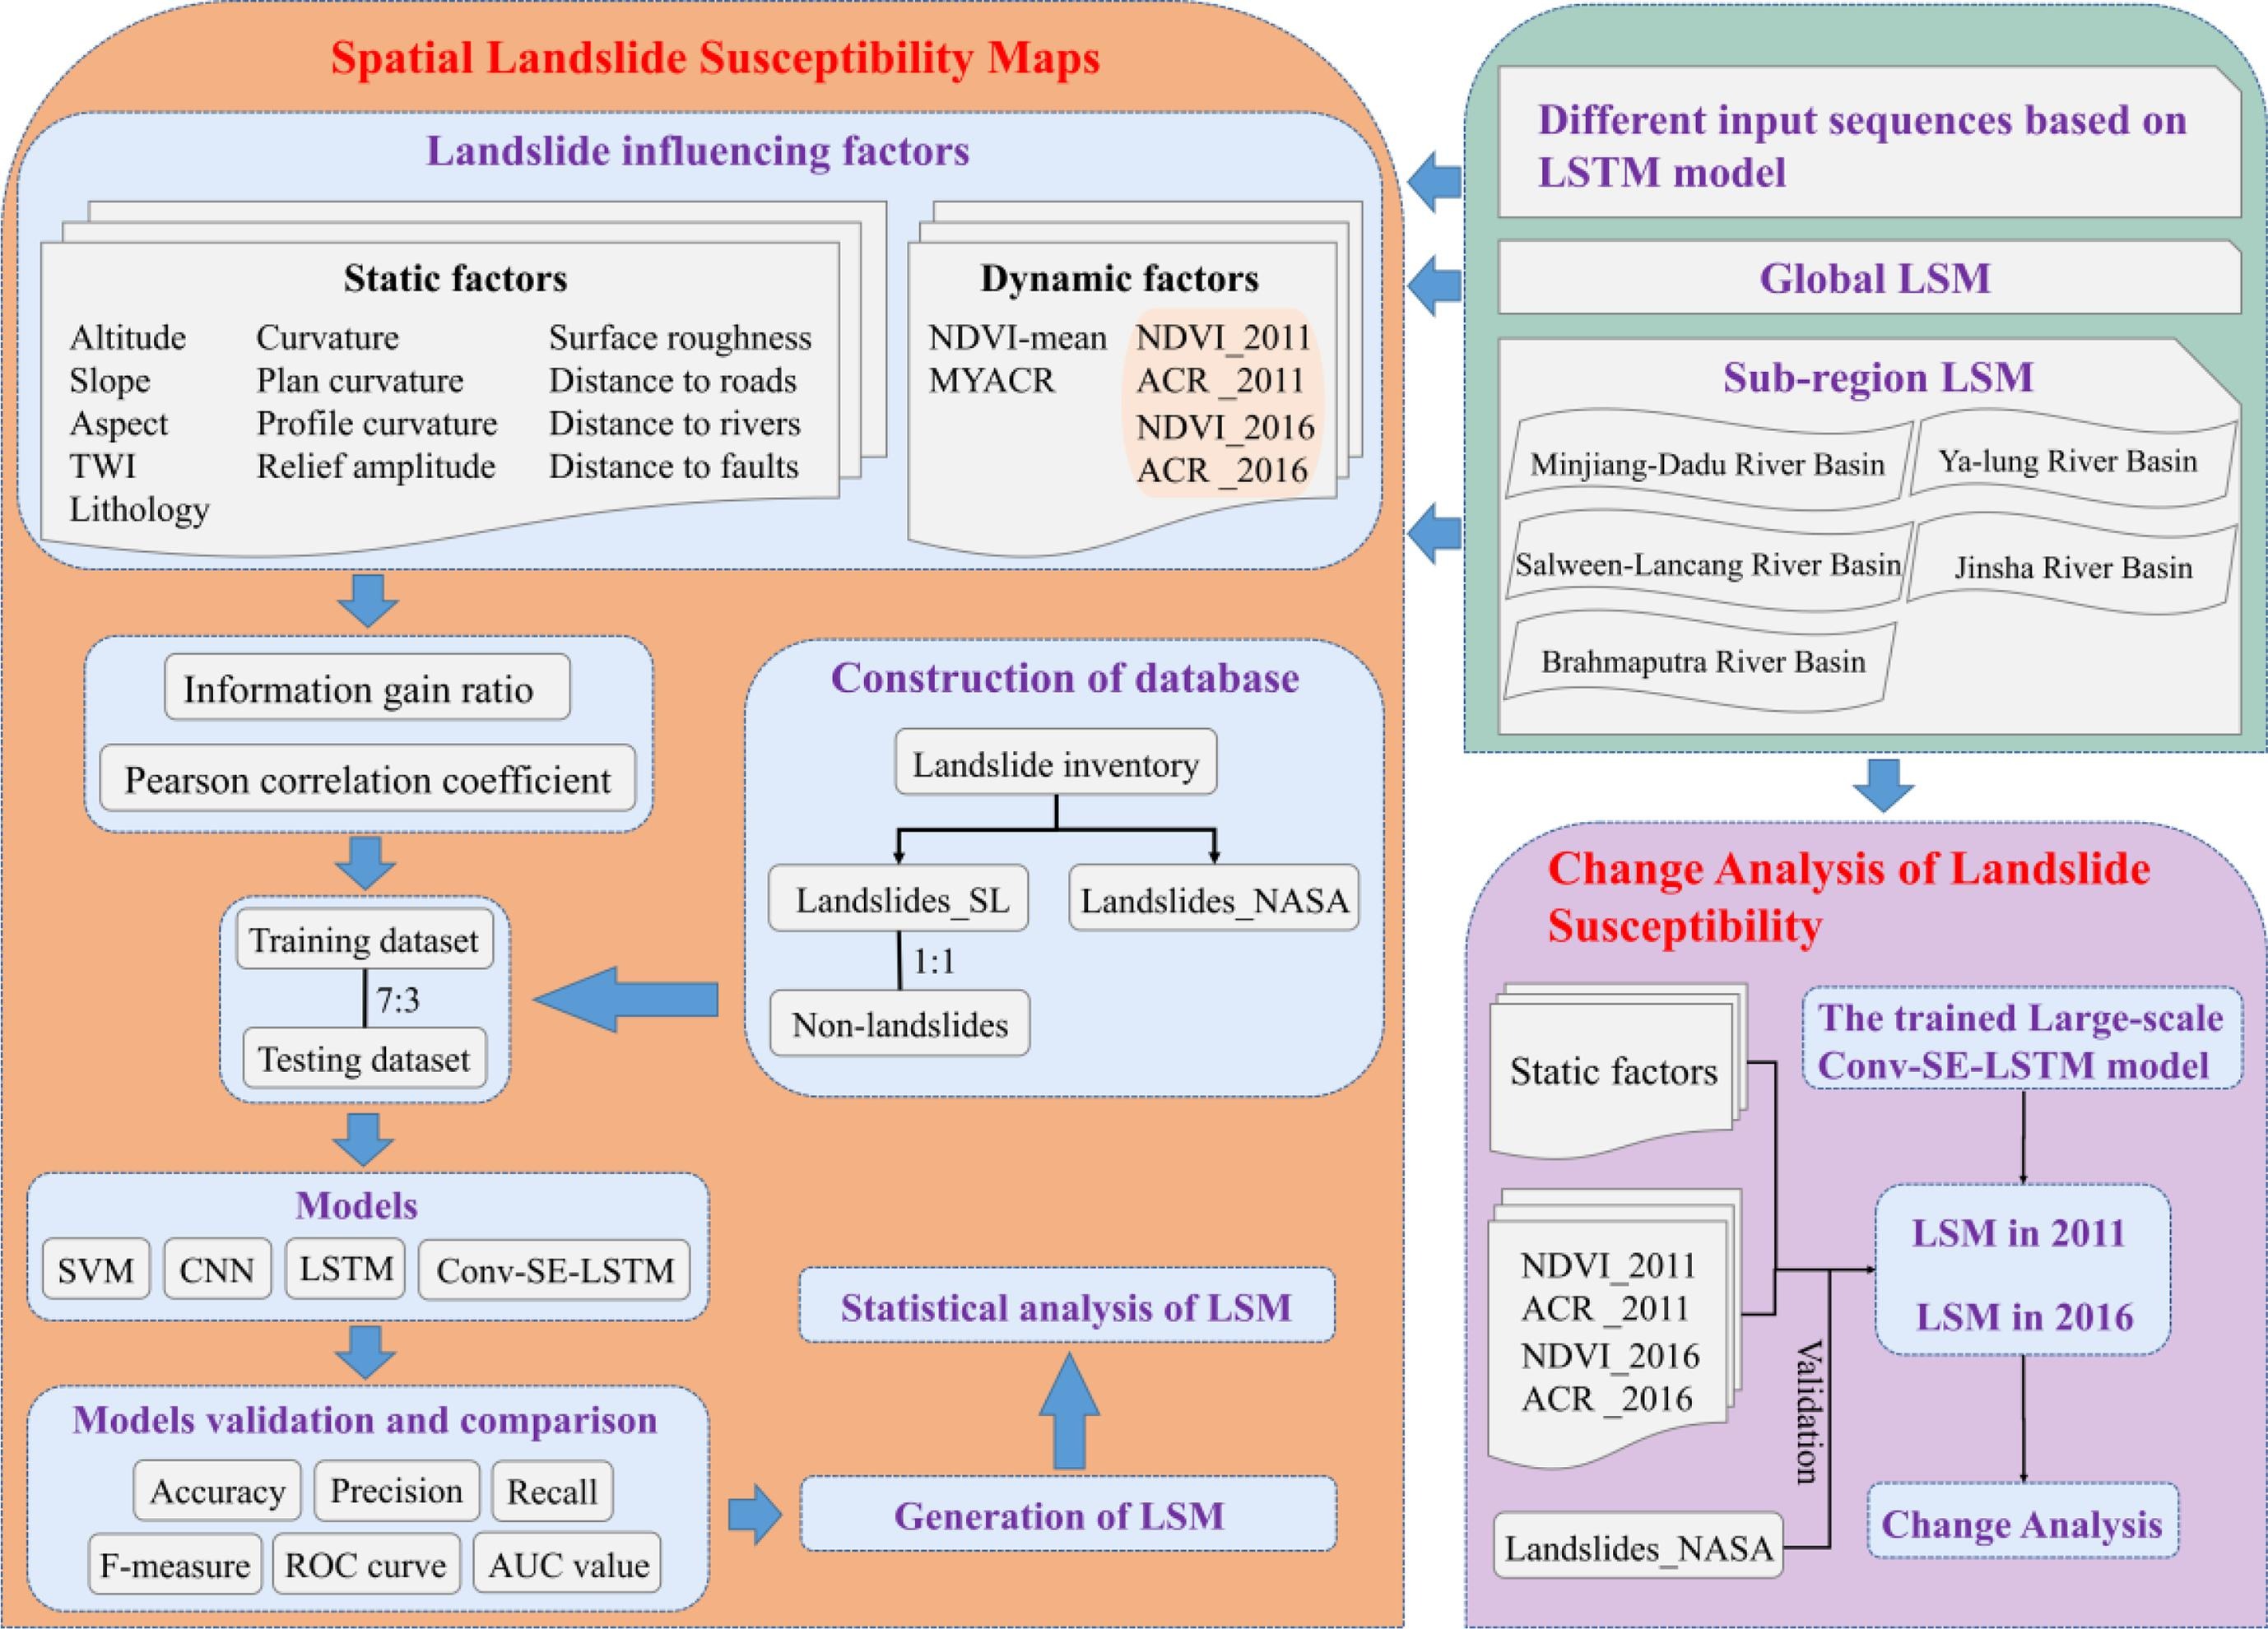 Spatial Landslide Susceptibility Maps
Landslide influencing factors
Static factors
Altitude
Slope
Aspect
TWI
Lithology
Curvature
Plan curvature
Profile curvature
Relief amplitude
Surface roughness
Distance to roads
Distance to rivers
Distance to faults
Dynamic factors
NDVI-mean
MYACR
NDVI_2011
ACR _2011
NDVI_2016
ACR _2016
Information gain ratio
Pearson correlation coefficient
Construction of database
Landslide inventory
Landslides_SL
Landslides_NASA
1:1
Non-landslides
Training dataset
7:3
Testing dataset
Models
SVM
CNN
LSTM
Conv-SE-LSTM
Models validation and comparison
Accuracy
Precision
Recall
F-measure
ROC curve
AUC value
Generation of LSM
Statistical analysis of LSM
Different input sequences based on
LSTM model
Global LSM
Sub-region LSM
Minjiang-Dadu River Basin
Ya-lung River Basin
Salween-Lancang River Basin
Jinsha River Basin
Brahmaputra River Basin
Change Analysis of Landslide
Susceptibility
Static factors
The trained Large-scale
Conv-SE-LSTM model
NDVI_2011
ACR _2011
NDVI_2016
ACR _2016
LSM in 2011
LSM in 2016
Validation
Landslides_NASA
Change Analysis